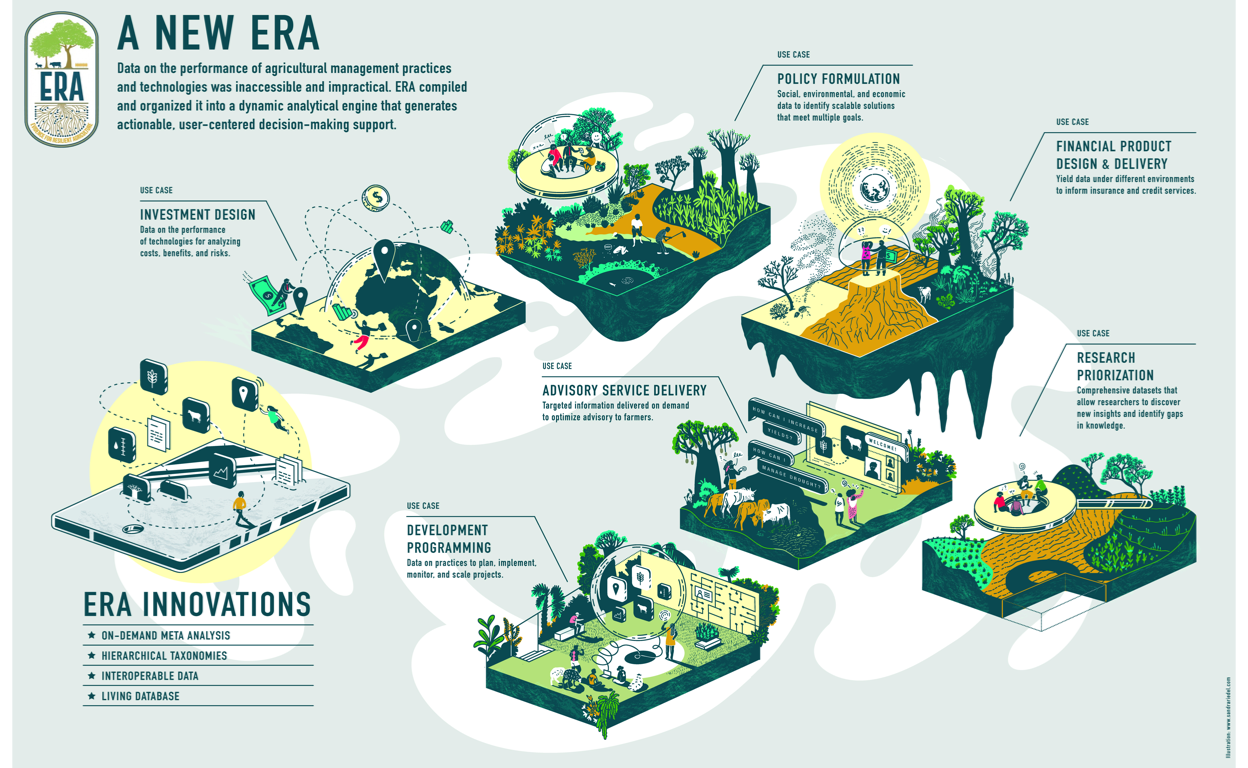 ERA
EVIDENCE FOR RESILIENT AGRICULTURE
A NEW ERA
Data on the performance of agricultural management practices
and technologies was inaccessible and impractical. ERA compiled
and organized it into a dynamic analytical engine that generates
actionable, user-centered decision-making support.
USE CASE
INVESTMENT DESIGN
Data on the performance
of technologies for analyzing
costs, benefits, and risks.
USE CASE
POLICY FORMULATION
Social, environmental, and economic
data to identify scalable solutions
that meet multiple goals.
USE CASE
FINANCIAL PRODUCT
DESIGN & DELIVERY
Yield data under different environments
to inform insurance and credit services.
USE CASE
ADVISORY SERVICE DELIVERY
Targeted information delivered on demand
to optimize advisory to farmers.
HOW CAN I INCREASE
YIELDS?
HOW CAN I
MANAGE DROUGHT?
WELCOME!
USE CASE
RESEARCH
PRIORIZATION
Comprehensive datasets that
allow researchers to discover
new insights and identify gaps
in knowledge.
USE CASE
DEVELOPMENT
PROGRAMMING
Data on practices to plan, implement,
monitor, and scale projects.
ERA INNOVATIONS
★ ON-DEMAND META ANALYSIS
★ HIERARCHICAL TAXONOMIES
★ INTEROPERABLE DATA
★ LIVING DATABASE
Illustration: www.sandrariedel.com